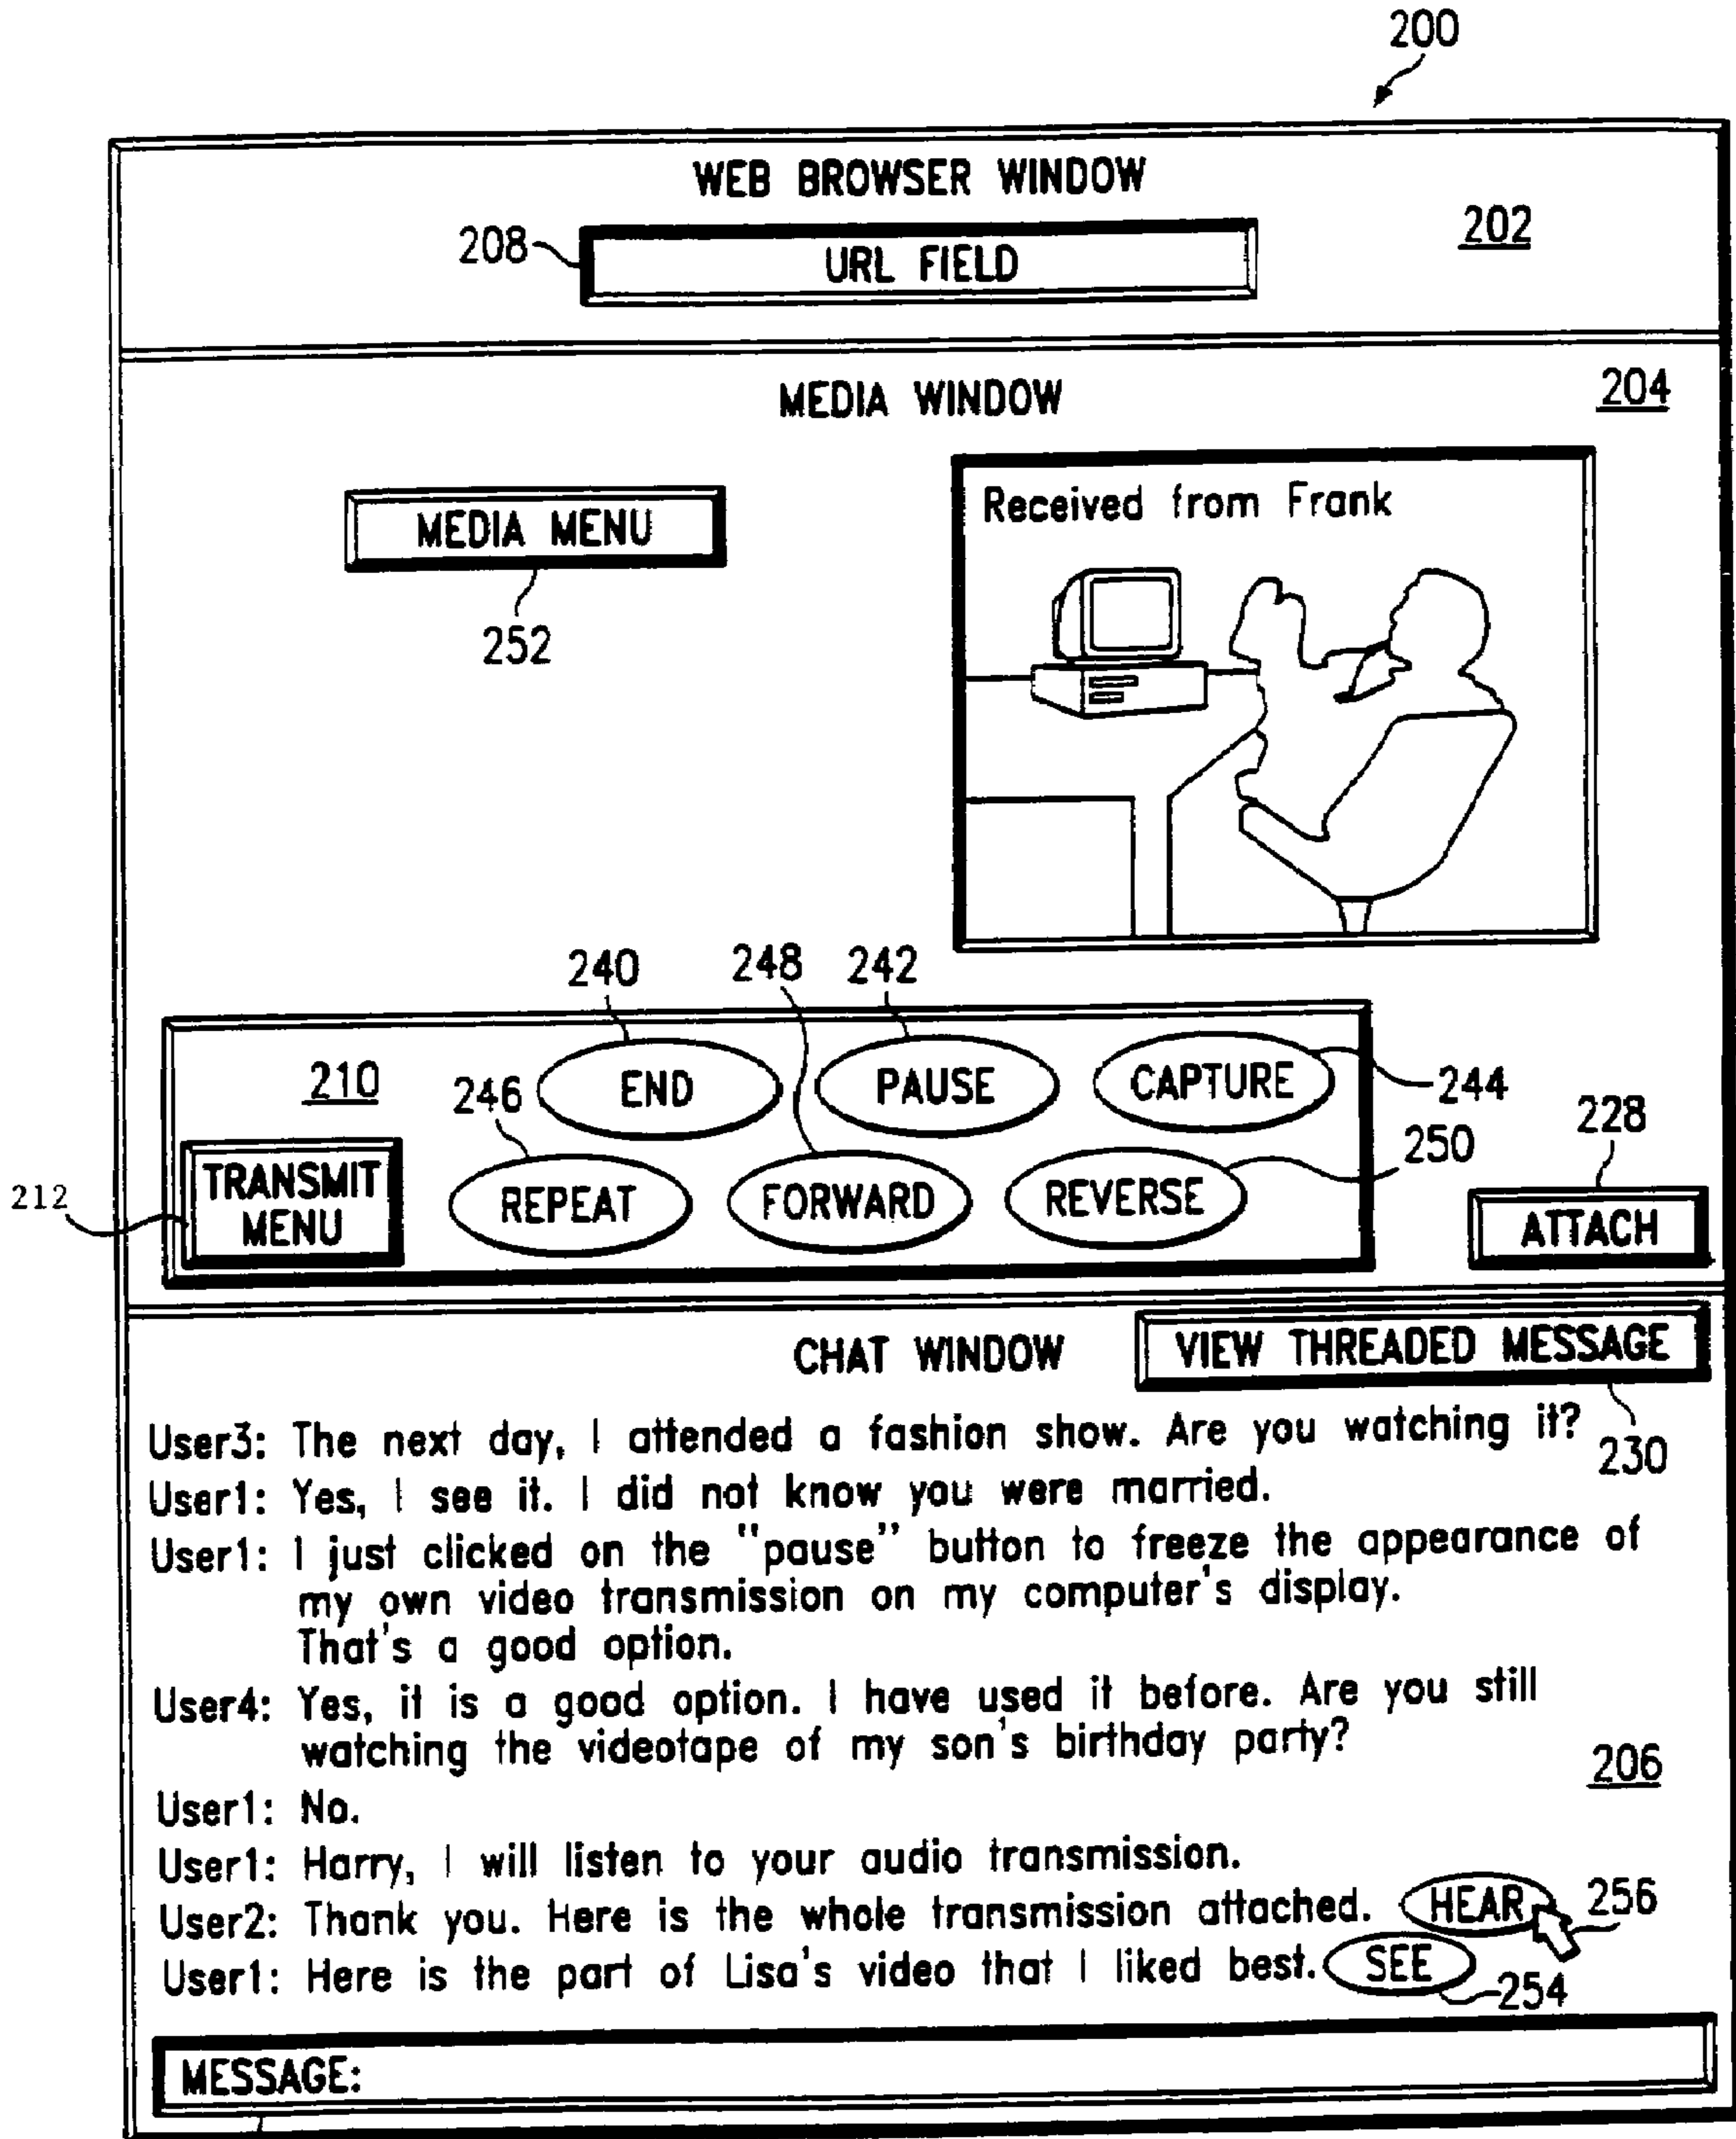 200
WEB BROWSER WINDOW
202
208
URL FIELD
MEDIA WINDOW
204
MEDIA MENU
252
Received from Frank
240
248
242
210
246
END
PAUSE
CAPTURE
244
212
TRANSMIT
MENU
REPEAT
FORWARD
REVERSE
250
228
ATTACH
CHAT WINDOW
VIEW THREADED MESSAGE
230
User3: The next day, I attended a fashion show. Are you watching it?
User1: Yes, I see it. I did not know you were married.
User1: I just clicked on the "pause" button to freeze the appearance of
my own video transmission on my computer's display.
That's a good option.
User4: Yes, it is a good option. I have used it before. Are you still
watching the videotape of my son's birthday party?
206
User1: No.
User1: Harry, I will listen to your audio transmission.
User2: Thank you. Here is the whole transmission attached. HEAR
256
User1: Here is the part of Lisa's video that I liked best. SEE
254
MESSAGE: